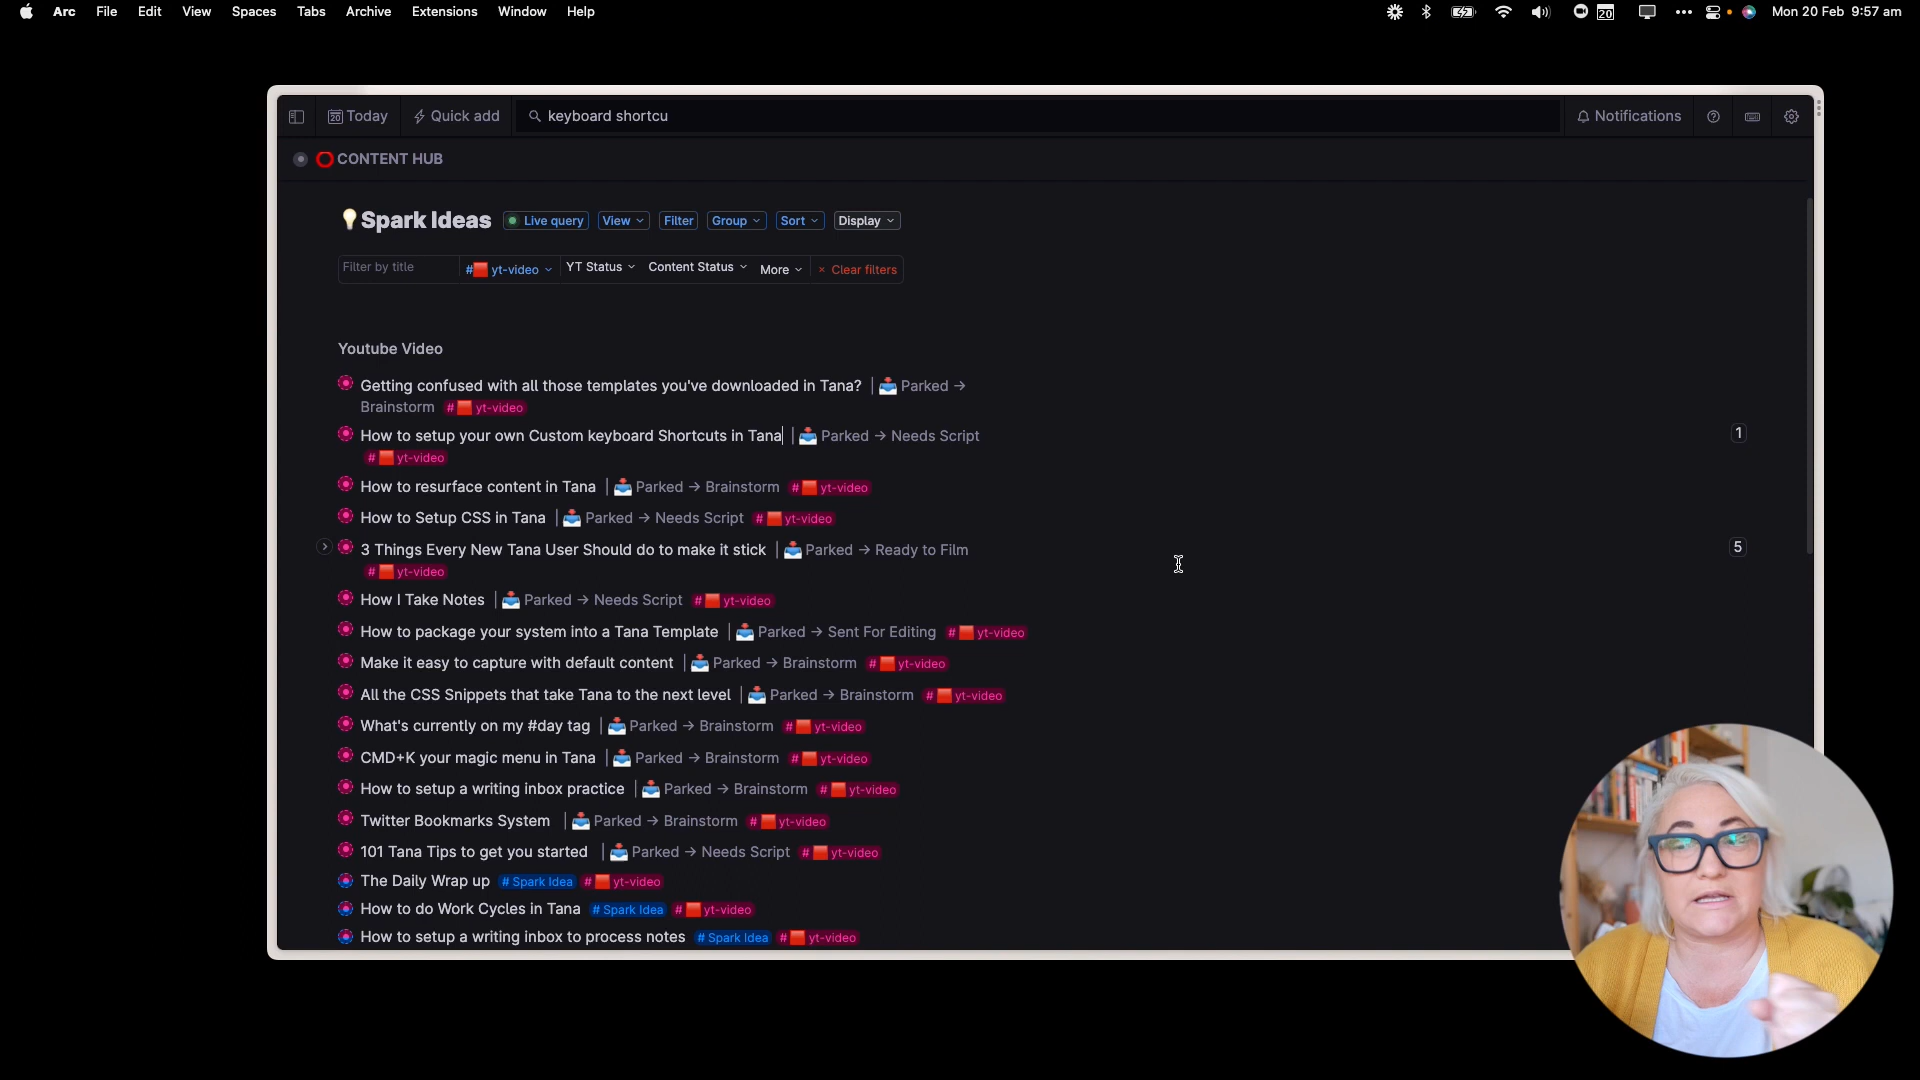 Arc File Edit View Spaces Tabs Archive Extensions Window Help 20 Mon 20 Feb 9:57 am
20 Today Quick add keyboard shortcu Notifications
CONTENT HUB
Spark Ideas Live query View Filter Group Sort Display
Filter by title # yt-video YT Status Content Status More × Clear filters
Youtube Video
Getting confused with all those templates you've downloaded in Tana? | Parked →
Brainstorm # yt-video
How to setup your own Custom keyboard Shortcuts in Tana | Parked → Needs Script 1
# yt-video
How to resurface content in Tana | Parked → Brainstorm # yt-video
How to Setup CSS in Tana | Parked → Needs Script # yt-video
3 Things Every New Tana User Should do to make it stick | Parked → Ready to Film 5
# yt-video
How I Take Notes | Parked → Needs Script # yt-video
How to package your system into a Tana Template | Parked → Sent For Editing # yt-video
Make it easy to capture with default content | Parked → Brainstorm # yt-video
All the CSS Snippets that take Tana to the next level | Parked → Brainstorm # yt-video
What's currently on my #day tag | Parked → Brainstorm # yt-video
CMD+K your magic menu in Tana | Parked → Brainstorm # yt-video
How to setup a writing inbox practice | Parked → Brainstorm # yt-video
Twitter Bookmarks System | Parked → Brainstorm # yt-video
101 Tana Tips to get you started | Parked → Needs Script # yt-video
The Daily Wrap up # Spark Idea # yt-video
How to do Work Cycles in Tana # Spark Idea # yt-video
How to setup a writing inbox to process notes # Spark Idea # yt-video